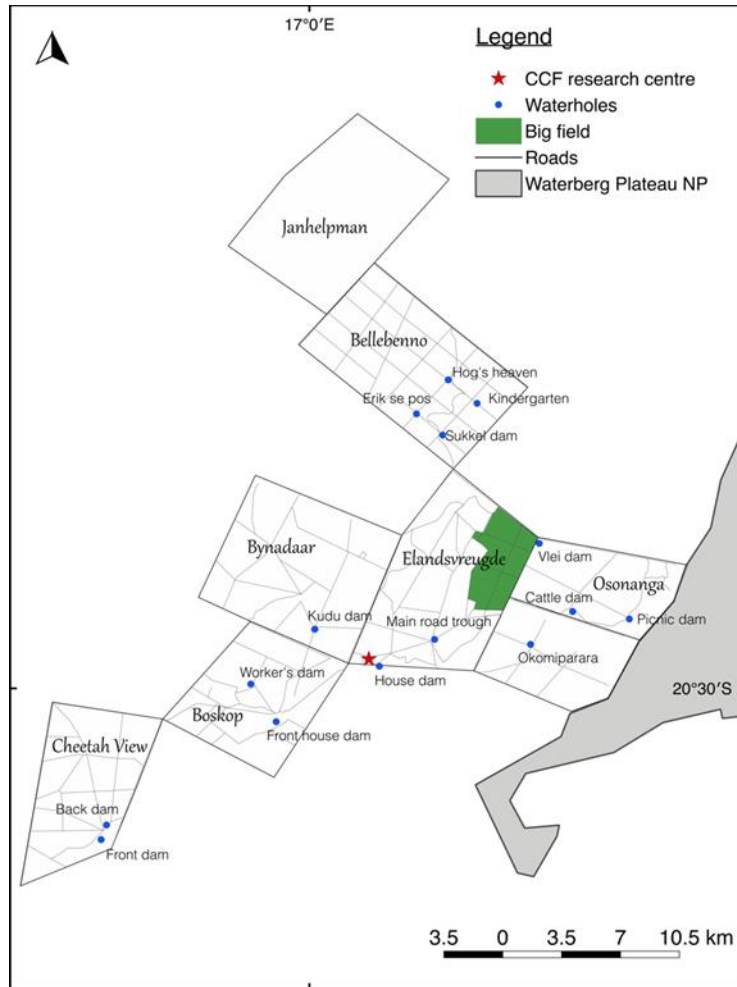 17°0'E
Legend
CCF research centre
Waterholes
Big field
Roads
Waterberg Plateau NP
Janhelpman
Bellebenno
Hog's heaven
Erik se pos
Kindergarten
Sukkel dam
Bynadaar
Elandsvreugde
Vlei dam
Osonanga
Cattle dam
Kudu dam
Main road trough
Picnic dam
Okomiparara
Worker's dam
House dam
20°30'S
Boskop
Front house dam
Cheetah View
Back dam
Front dam
3.5 0 3.5 7 10.5 km